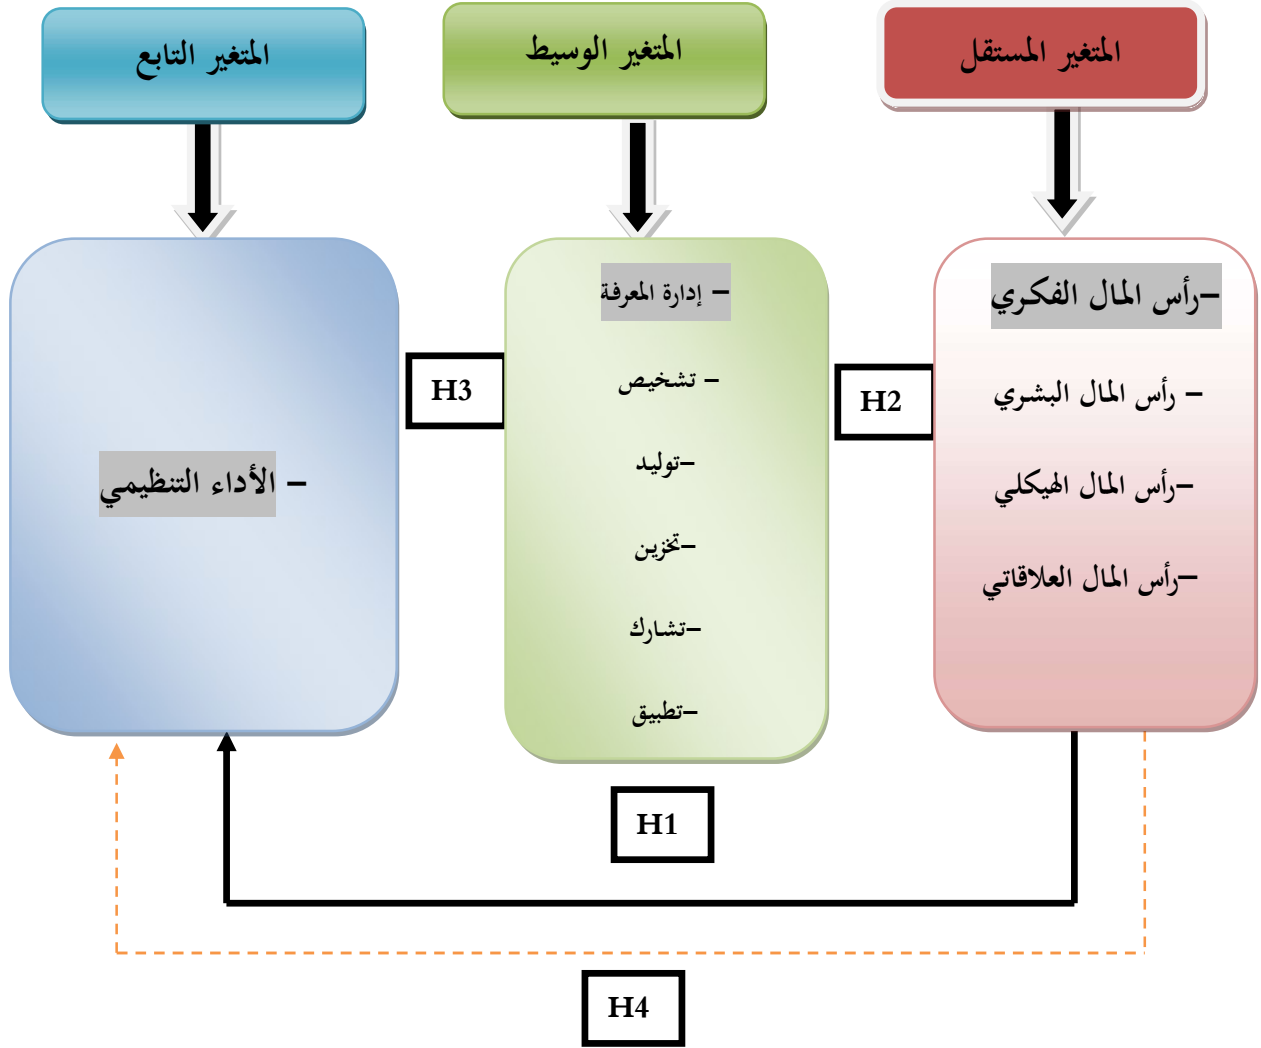 المتغير المستقل
المتغير الوسيط
المتغير التابع
–رأس المال الفكري
– رأس المال البشري
–رأس المال الهيكلي
–رأس المال العلاقاتي
H2
– إدارة المعرفة
– تشخيص
–توليد
–تخزين
–تشارك
–تطبيق
H3
– الأداء التنظيمي
H1
H4